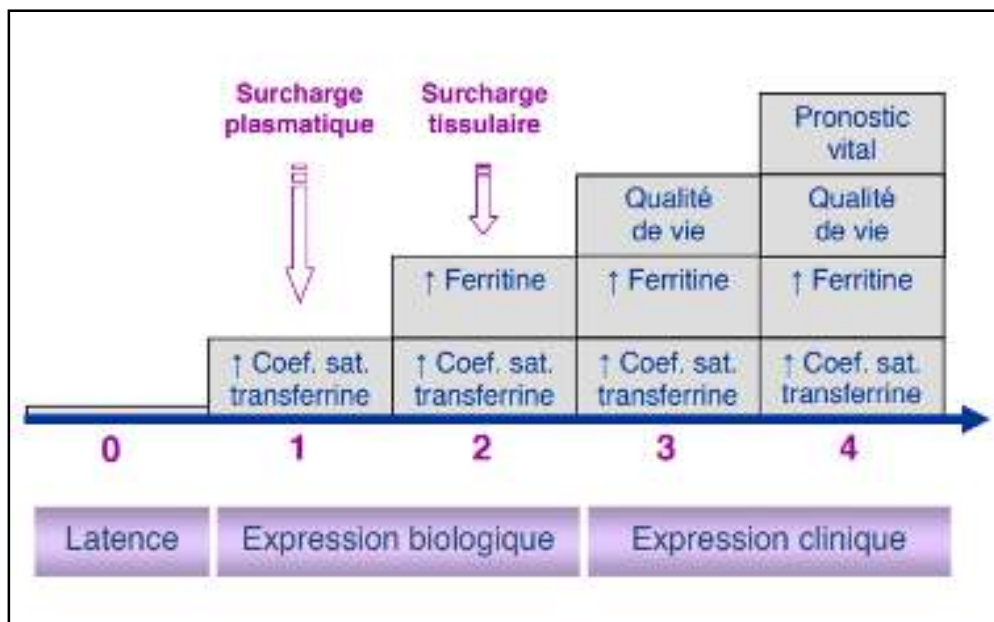 Surcharge
plasmatique
Surcharge
tissulaire
Pronostic
vital
Qualité
de vie
Qualité
de vie
↑ Ferritine
↑ Ferritine
↑ Ferritine
↑ Coef. sat.
transferrine
↑ Coef. sat.
transferrine
↑ Coef. sat.
transferrine
↑ Coef. sat.
transferrine
0
1
2
3
4
Latence
Expression biologique
Expression clinique